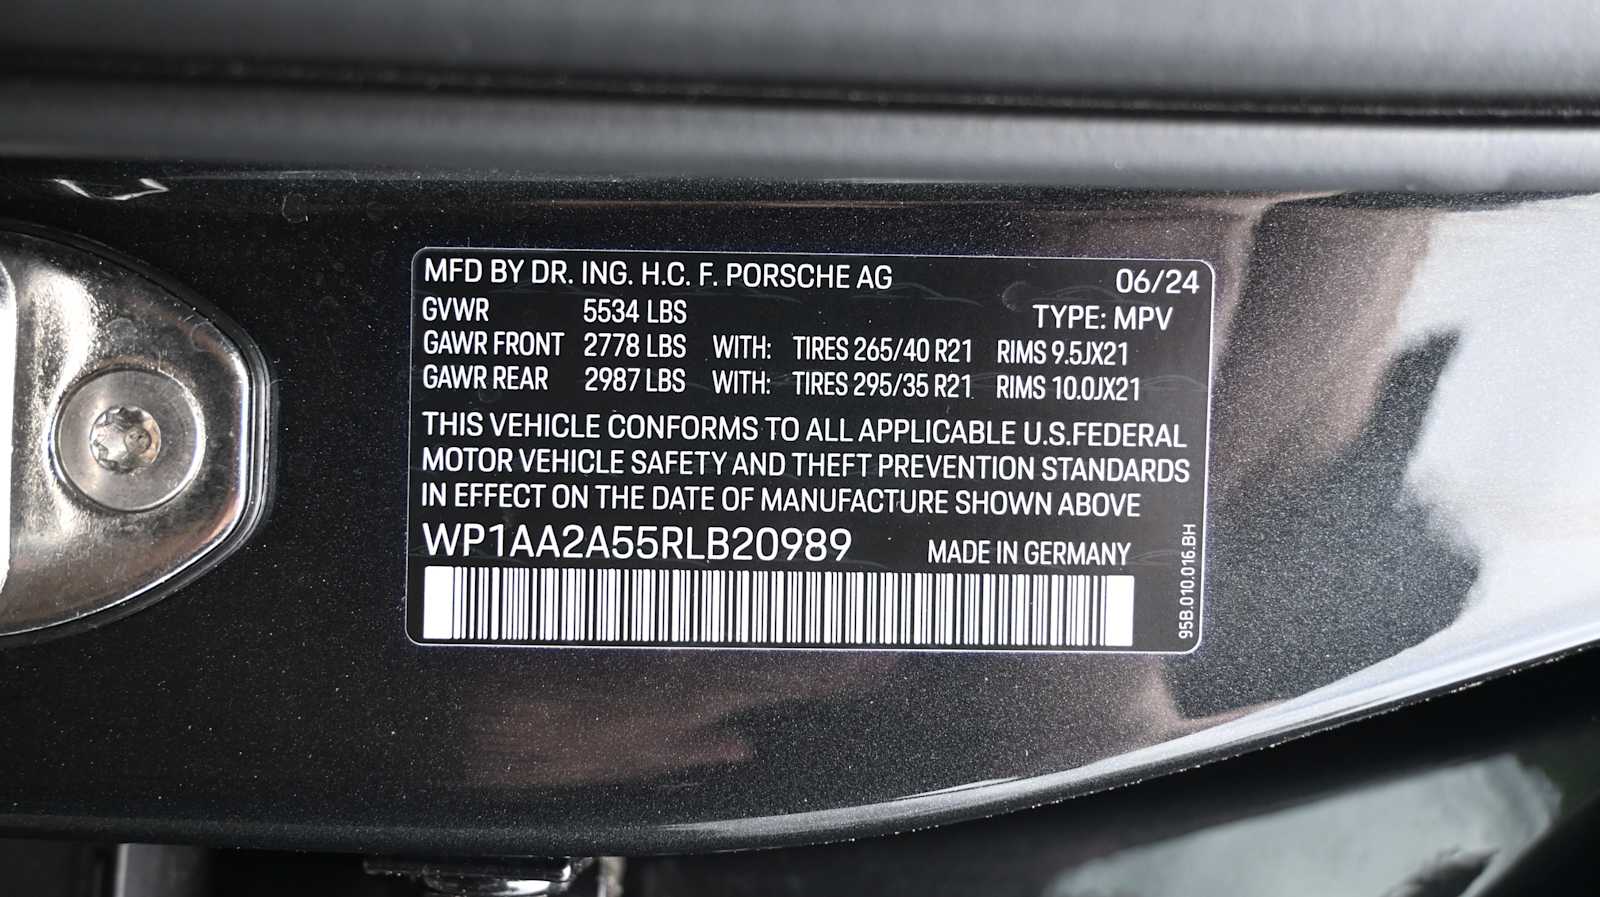 MFD BY DR. ING. H.C. F. PORSCHE AG 06/24
GVWR 5534 LBS TYPE: MPV
GAWR FRONT 2778 LBS WITH: TIRES 265/40 R21 RIMS 9.5JX21
GAWR REAR 2987 LBS WITH: TIRES 295/35 R21 RIMS 10.0JX21
THIS VEHICLE CONFORMS TO ALL APPLICABLE U.S.FEDERAL
MOTOR VEHICLE SAFETY AND THEFT PREVENTION STANDARDS
IN EFFECT ON THE DATE OF MANUFACTURE SHOWN ABOVE
WP1AA2A55RLB20989 MADE IN GERMANY
95B.010.016.BH